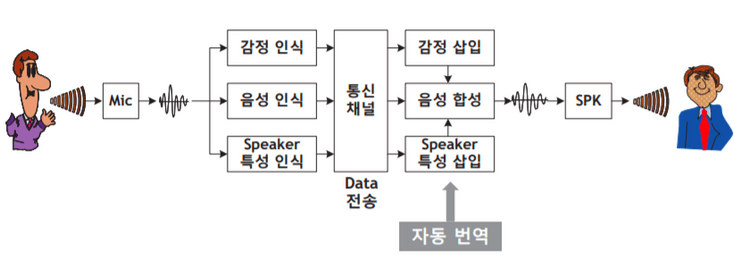 Mic
감정 인식
음성 인식
Speaker
특성 인식
통신
채널
Data
전송
감정 삽입
음성 합성
Speaker
특성 삽입
자동 번역
SPK